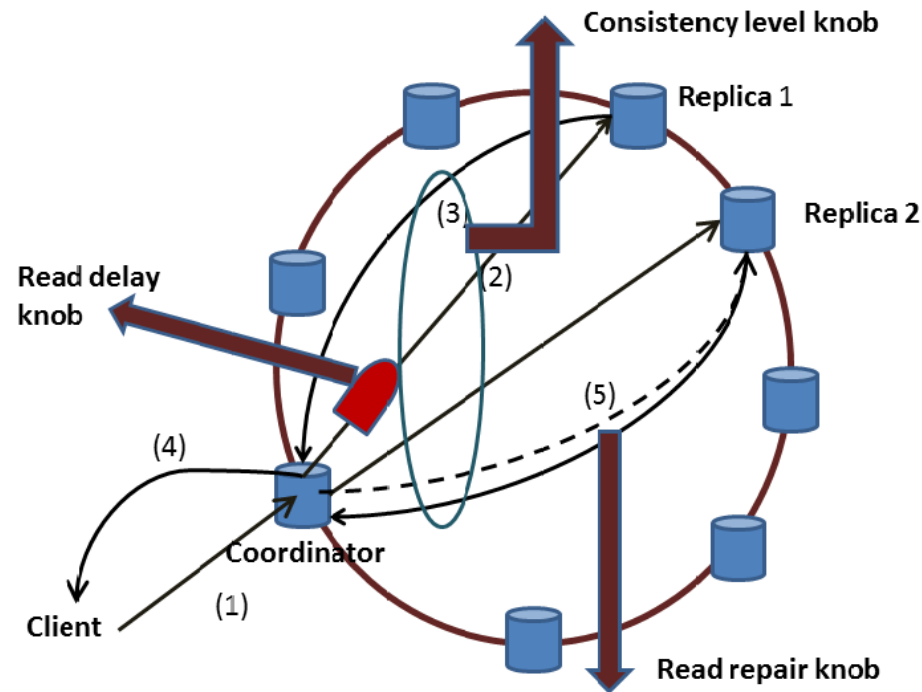 Consistency level knob
Replica 1
Replica 2
(3)
(2)
Read delay
knob
(5)
(4)
Coordinator
(1)
Client
Read repair knob